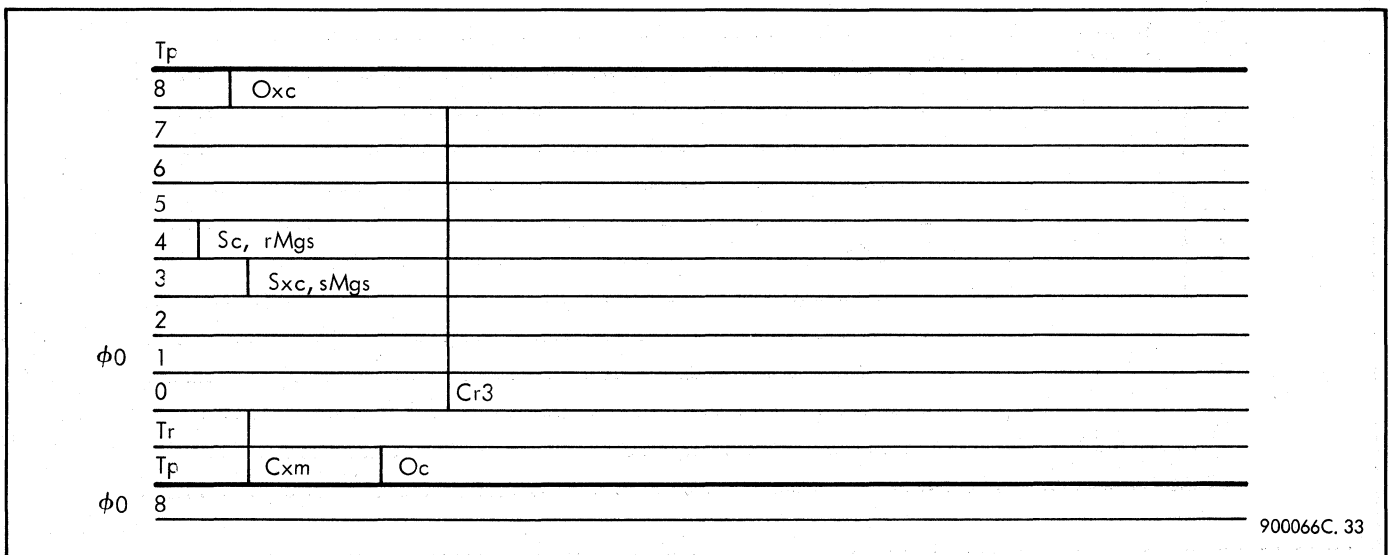 Tp
8 Oxc
7
6
5
4 Sc, rMgs
3 Sxc, sMgs
2
ϕ0 1
0 Cr3
Tr
Tp Cxm Oc
ϕ0 8
900066C. 33